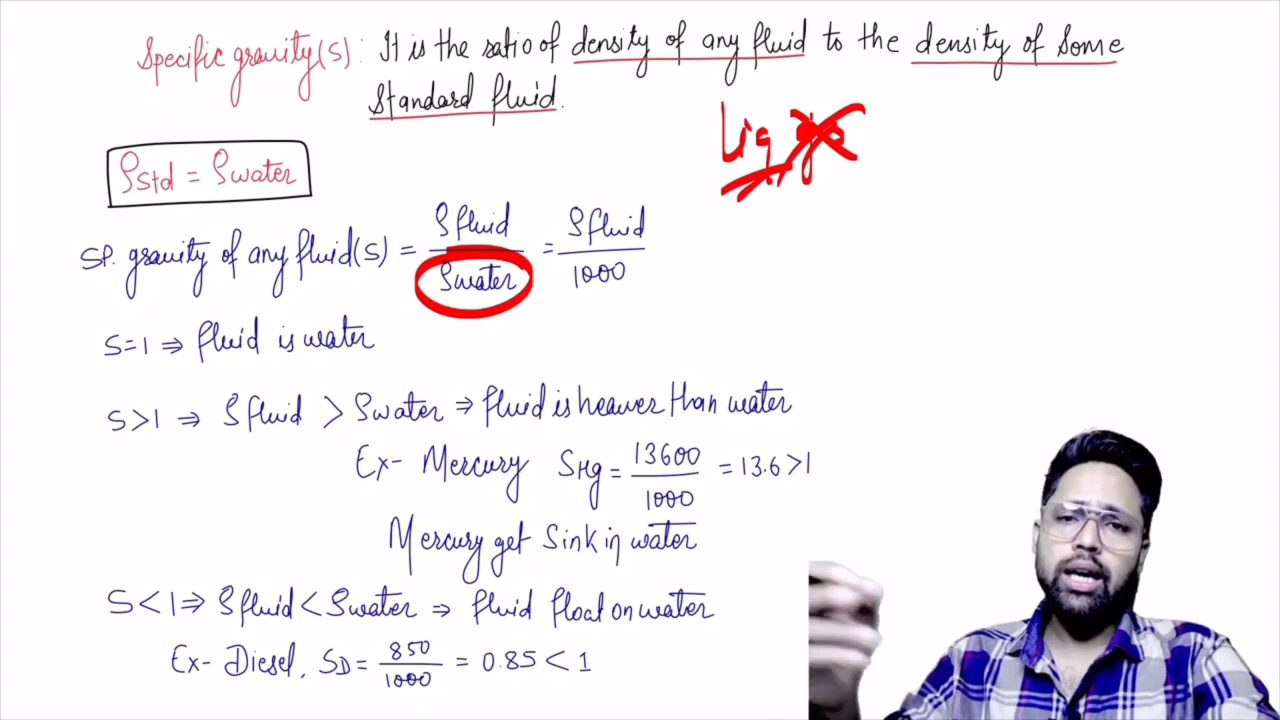 Specific gravity(S): It is the ratio of density of any fluid to the density of Some
Standard fluid.
Liq
ρstd = ρwater
SP. gravity of any fluid(S) = ρfluid / ρwater = ρfluid / 1000
S=1 ⇒ fluid is water
S>1 ⇒ ρfluid > ρwater ⇒ fluid is heaver than water
Ex- Mercury SHg = 13600 / 1000 = 13.6 >1
Mercury get Sink in water
S<1 ⇒ ρfluid < ρwater ⇒ fluid float on water
Ex- Diesel, SD = 850 / 1000 = 0.85 < 1